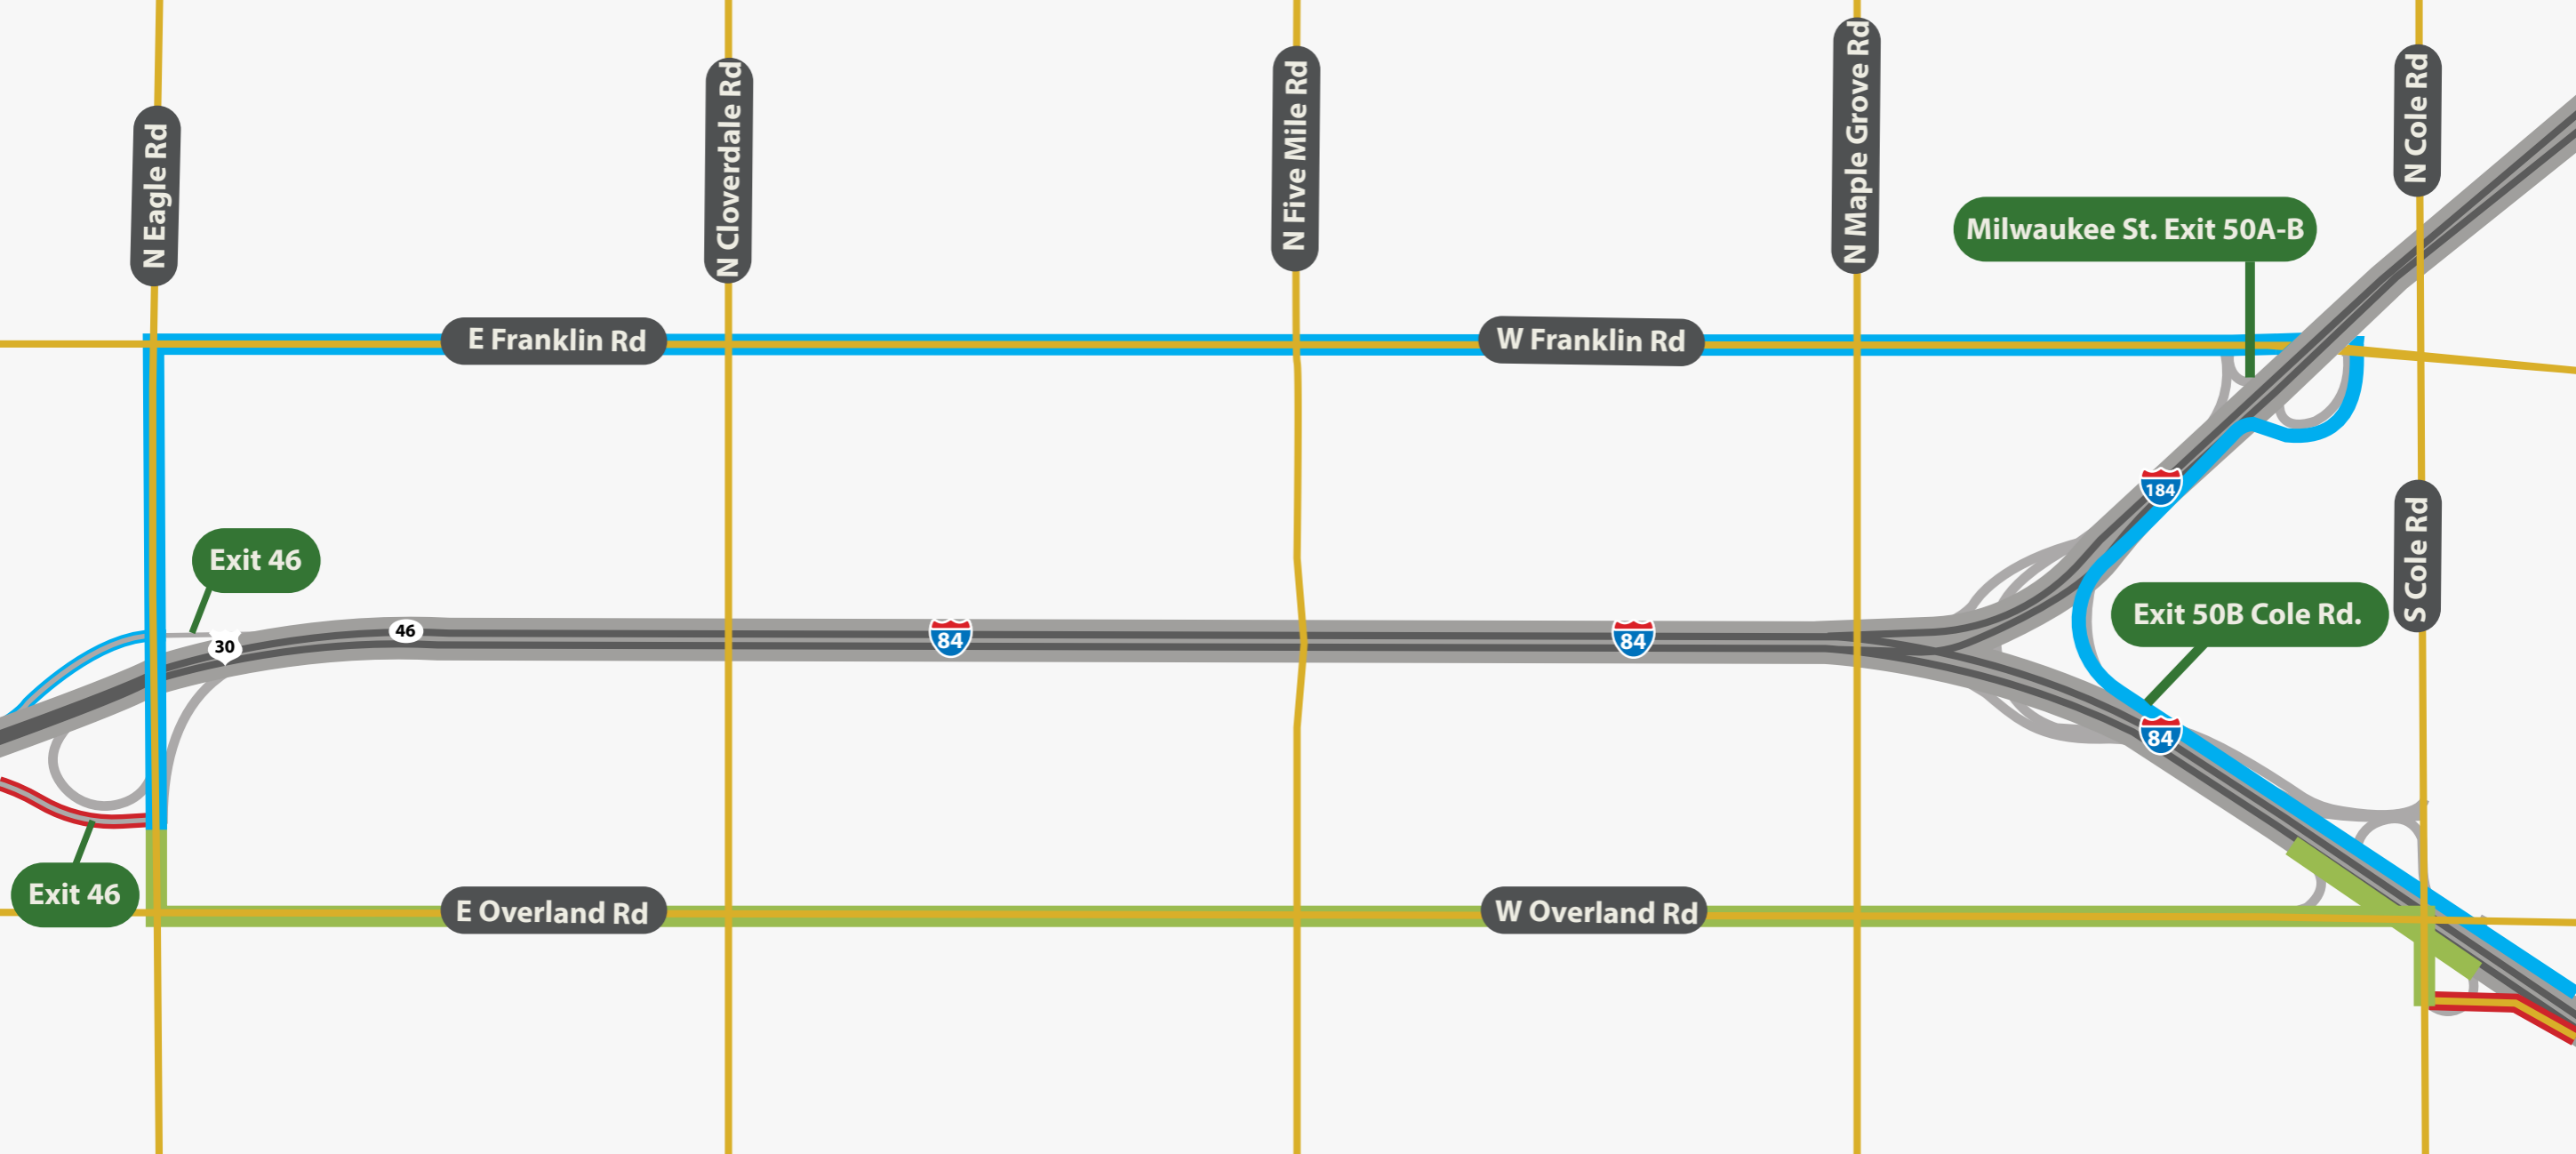 N Eagle Rd
N Cloverdale Rd
N Five Mile Rd
N Maple Grove Rd
N Cole Rd
Milwaukee St. Exit 50A-B
E Franklin Rd
W Franklin Rd
184
S Cole Rd
Exit 46
Exit 50B Cole Rd.
30
46
84
84
84
Exit 46
E Overland Rd
W Overland Rd